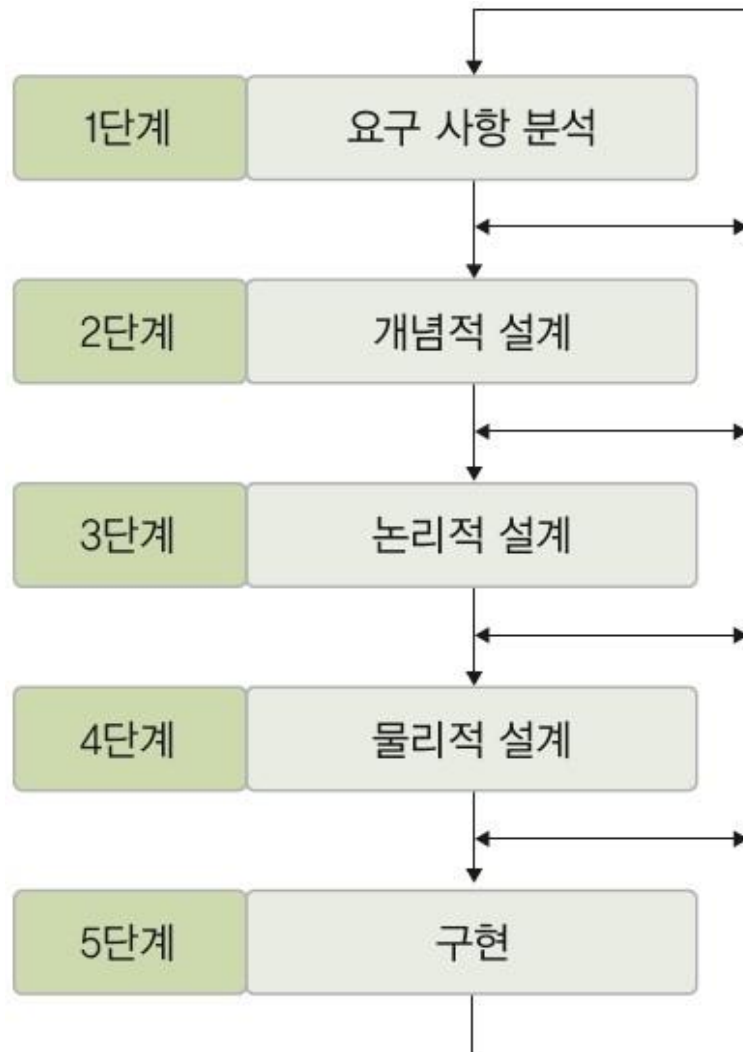 1단계 요구 사항 분석
2단계 개념적 설계
3단계 논리적 설계
4단계 물리적 설계
5단계 구현